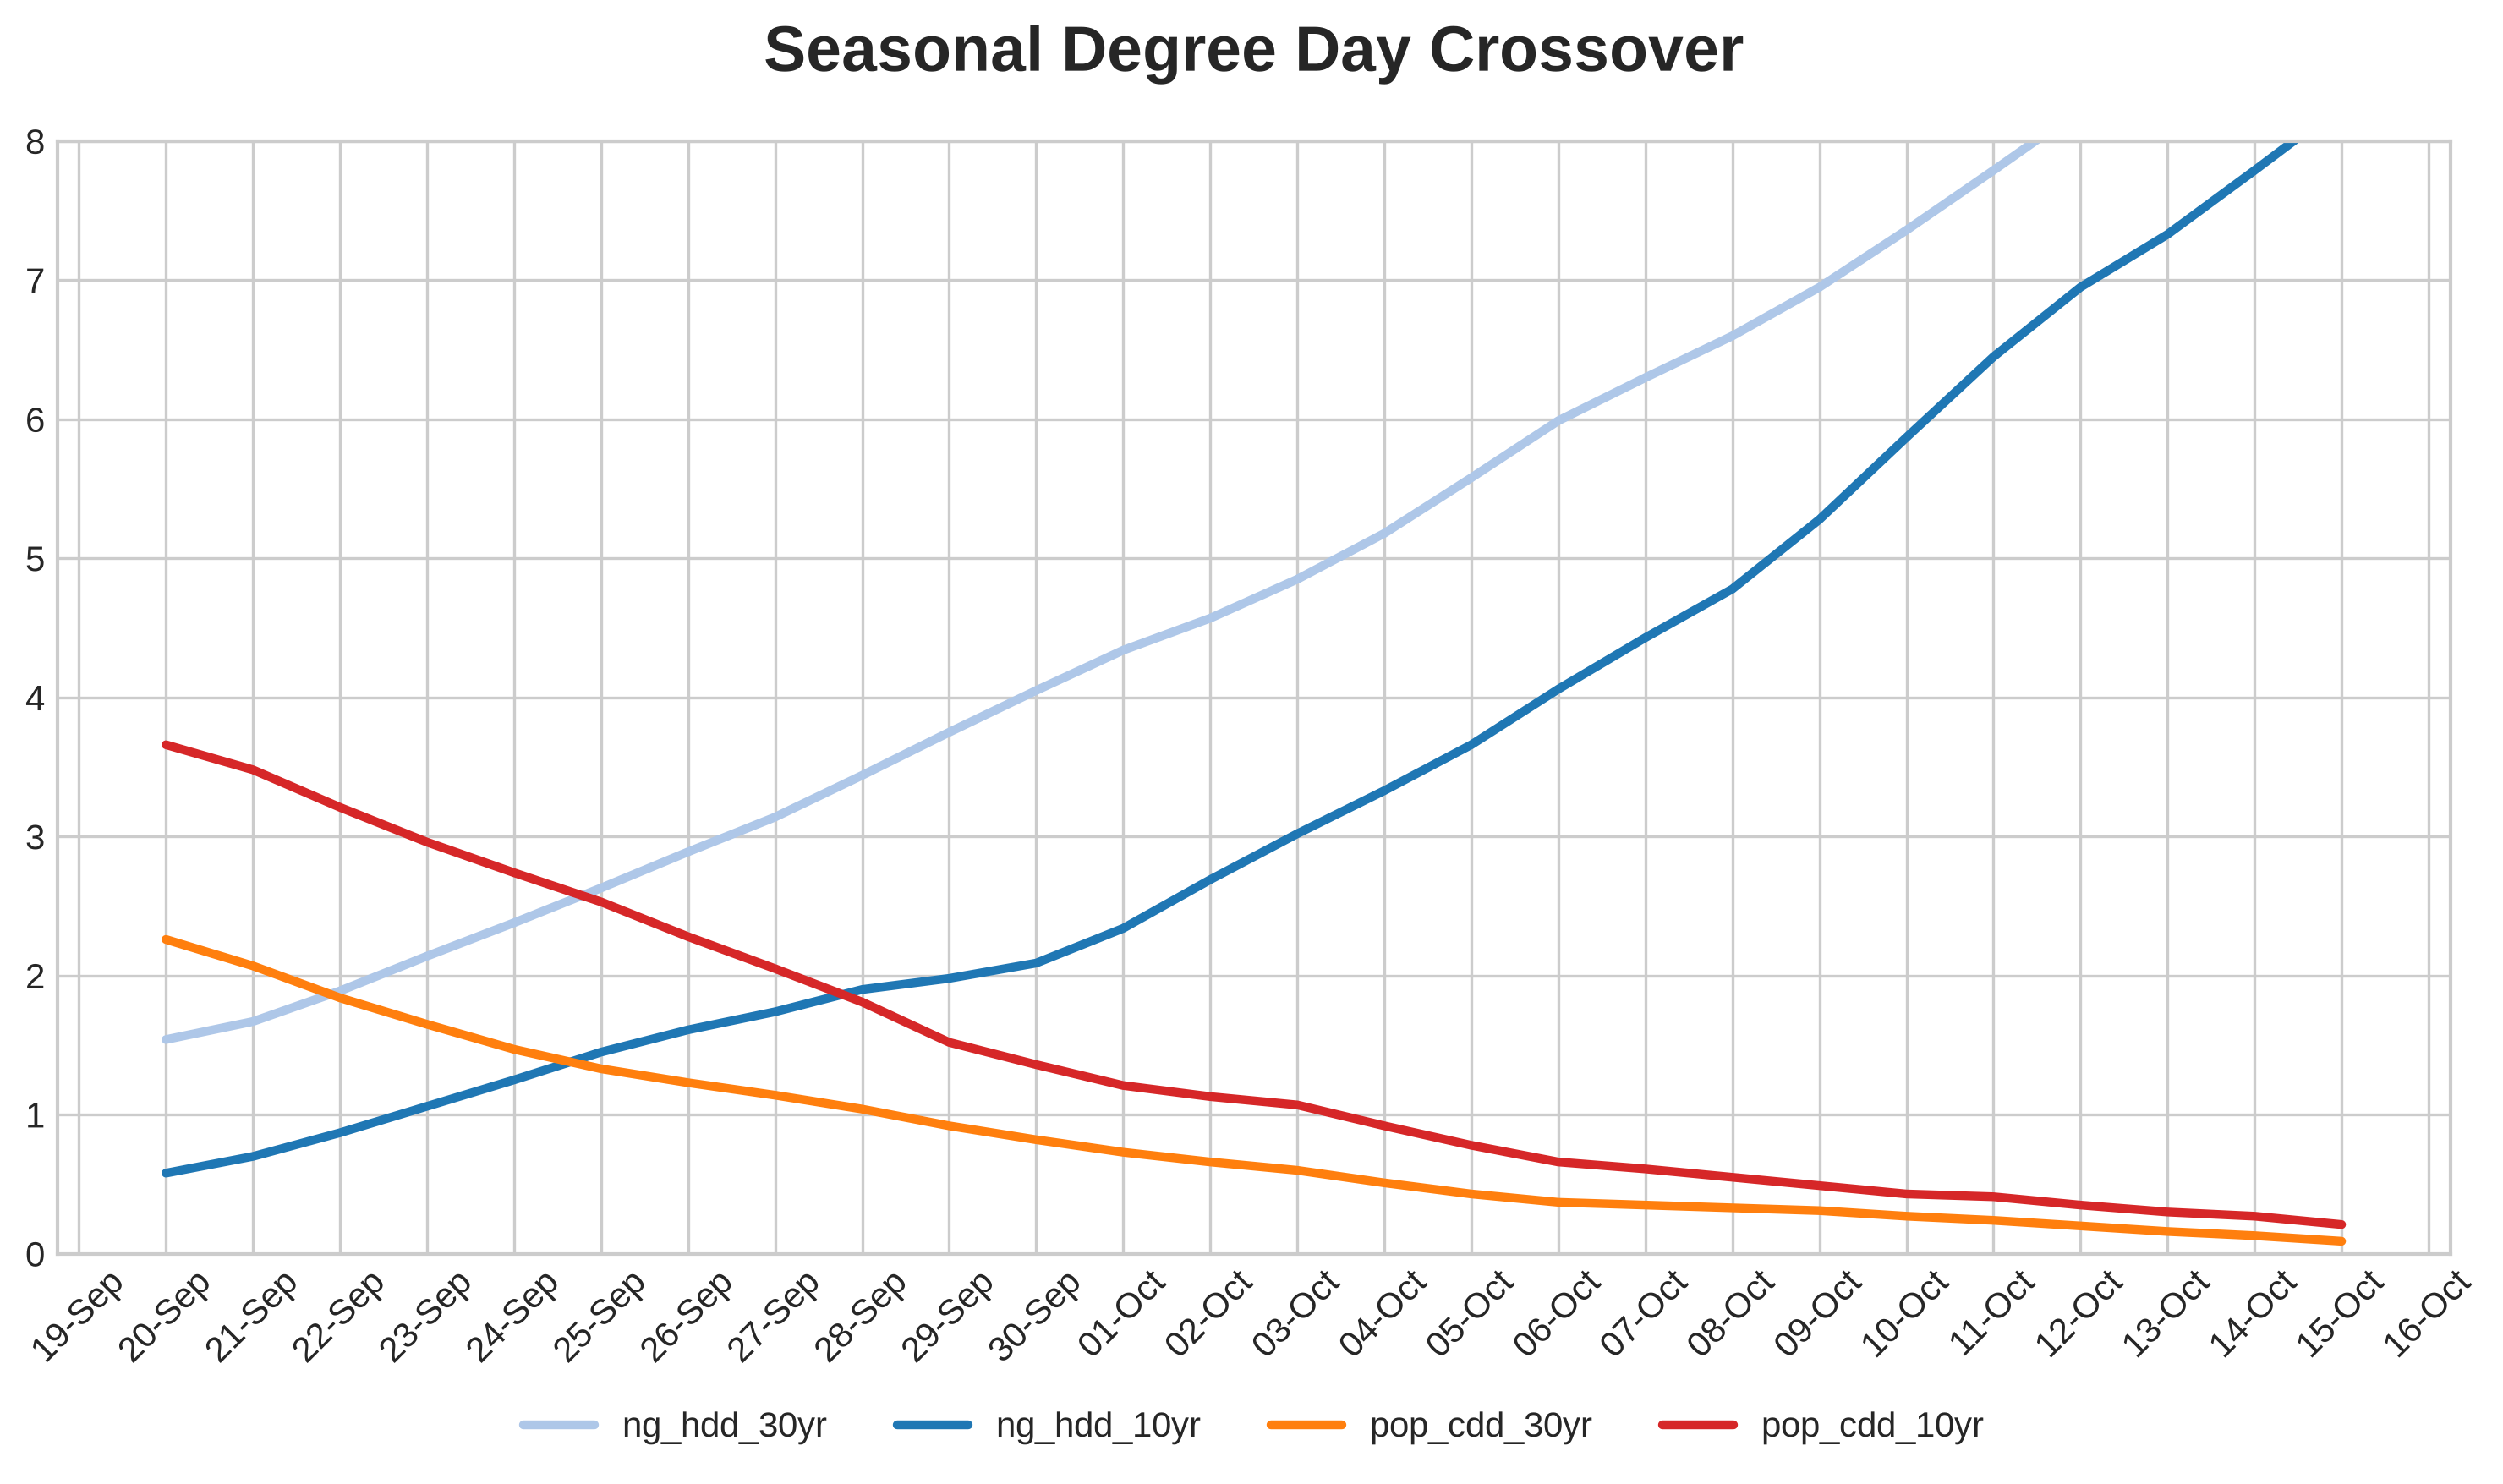 Seasonal Degree Day Crossover
8
7
6
5
4
3
2
1
0
19-Sep
20-Sep
21-Sep
22-Sep
23-Sep
24-Sep
25-Sep
26-Sep
27-Sep
28-Sep
29-Sep
30-Sep
01-Oct
02-Oct
03-Oct
04-Oct
05-Oct
06-Oct
07-Oct
08-Oct
09-Oct
10-Oct
11-Oct
12-Oct
13-Oct
14-Oct
15-Oct
16-Oct
ng_hdd_30yr ng_hdd_10yr pop_cdd_30yr pop_cdd_10yr